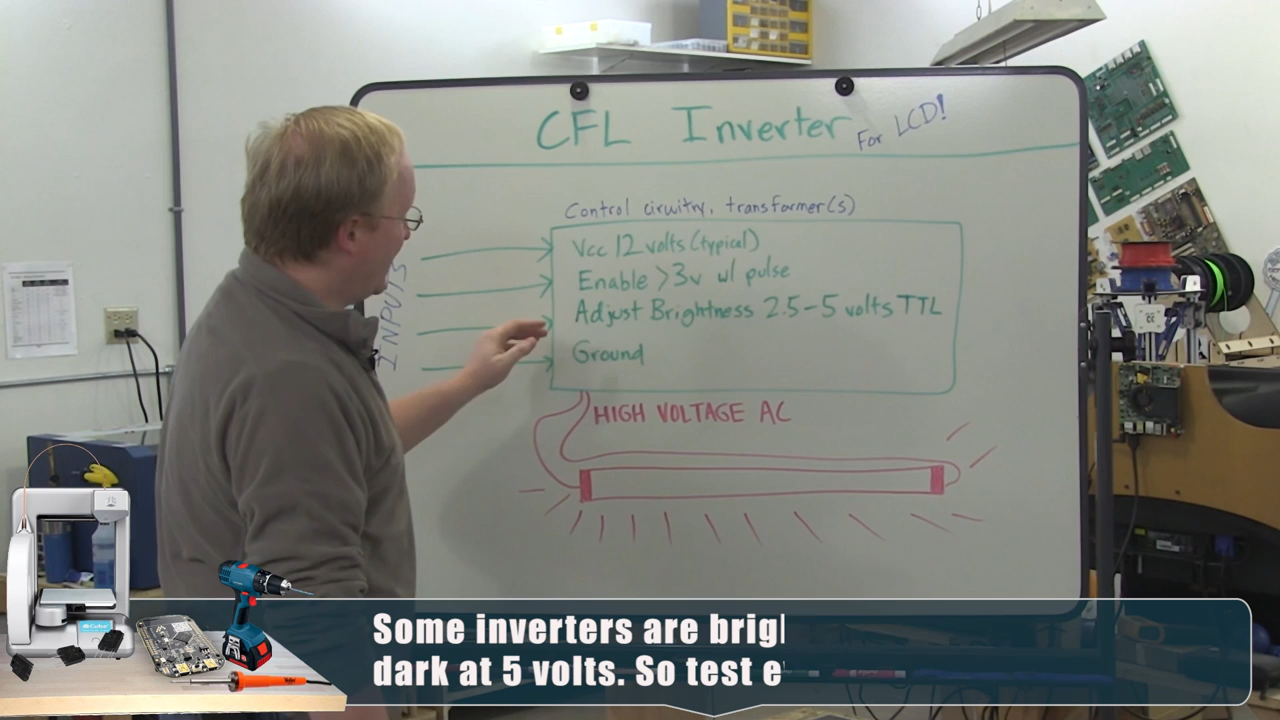 CFL Inverter For LCD!
Control circuitry, transformer(s)
INPUTS
Vcc 12 volts (typical)
Enable >3v w/ pulse
Adjust Brightness 2.5-5 volts TTL
Ground
HIGH VOLTAGE AC
Some inverters are
dark at 5 volts. So test